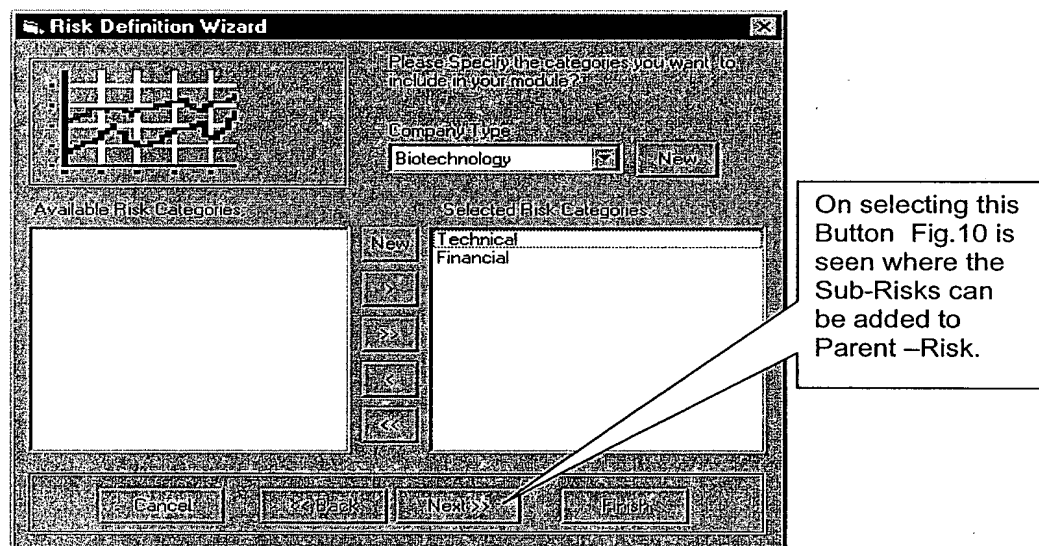 Risk Definition Wizard
Please Specify the categories you want to
include in your module?
Company Type
Biotechnology
New
Available Risk Categories
Selected Risk Categories
New
>
>>
<
<<
Technical
Financial
Cancel
<< Back
Next >>
Finish
On selecting this
Button Fig.10 is
seen where the
Sub-Risks can
be added to
Parent –Risk.